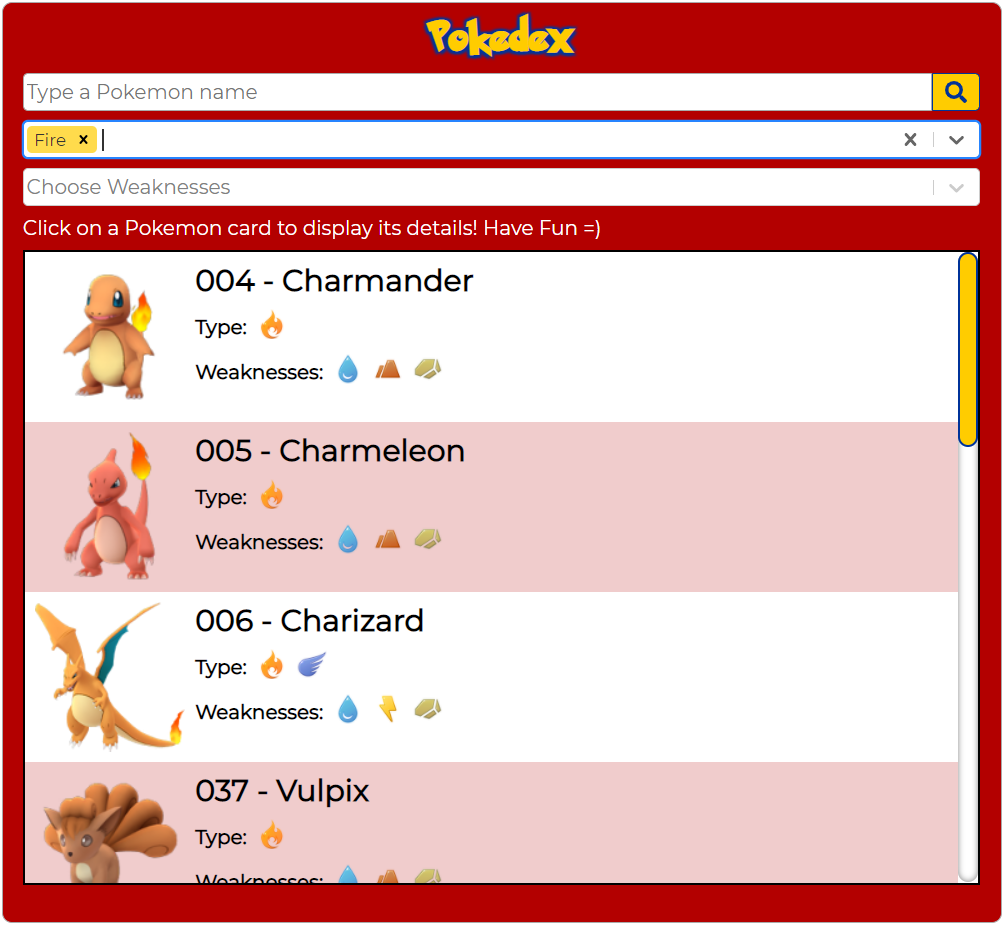 Pokedex
Type a Pokemon name
Fire
Choose Weaknesses
Click on a Pokemon card to display its details! Have Fun =)
004 - Charmander
Type:
Weaknesses:
005 - Charmeleon
Type:
Weaknesses:
006 - Charizard
Type:
Weaknesses:
037 - Vulpix
Type:
Weaknesses: